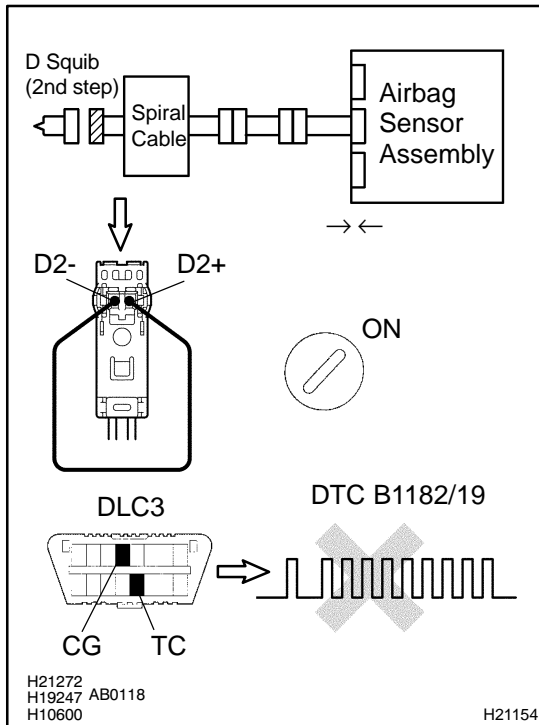 D Squib
(2nd step)
Spiral
Cable
Airbag
Sensor
Assembly
D2-
D2+
ON
DLC3
DTC B1182/19
CG
TC
H21272
H19247 AB0118
H10600
H21154